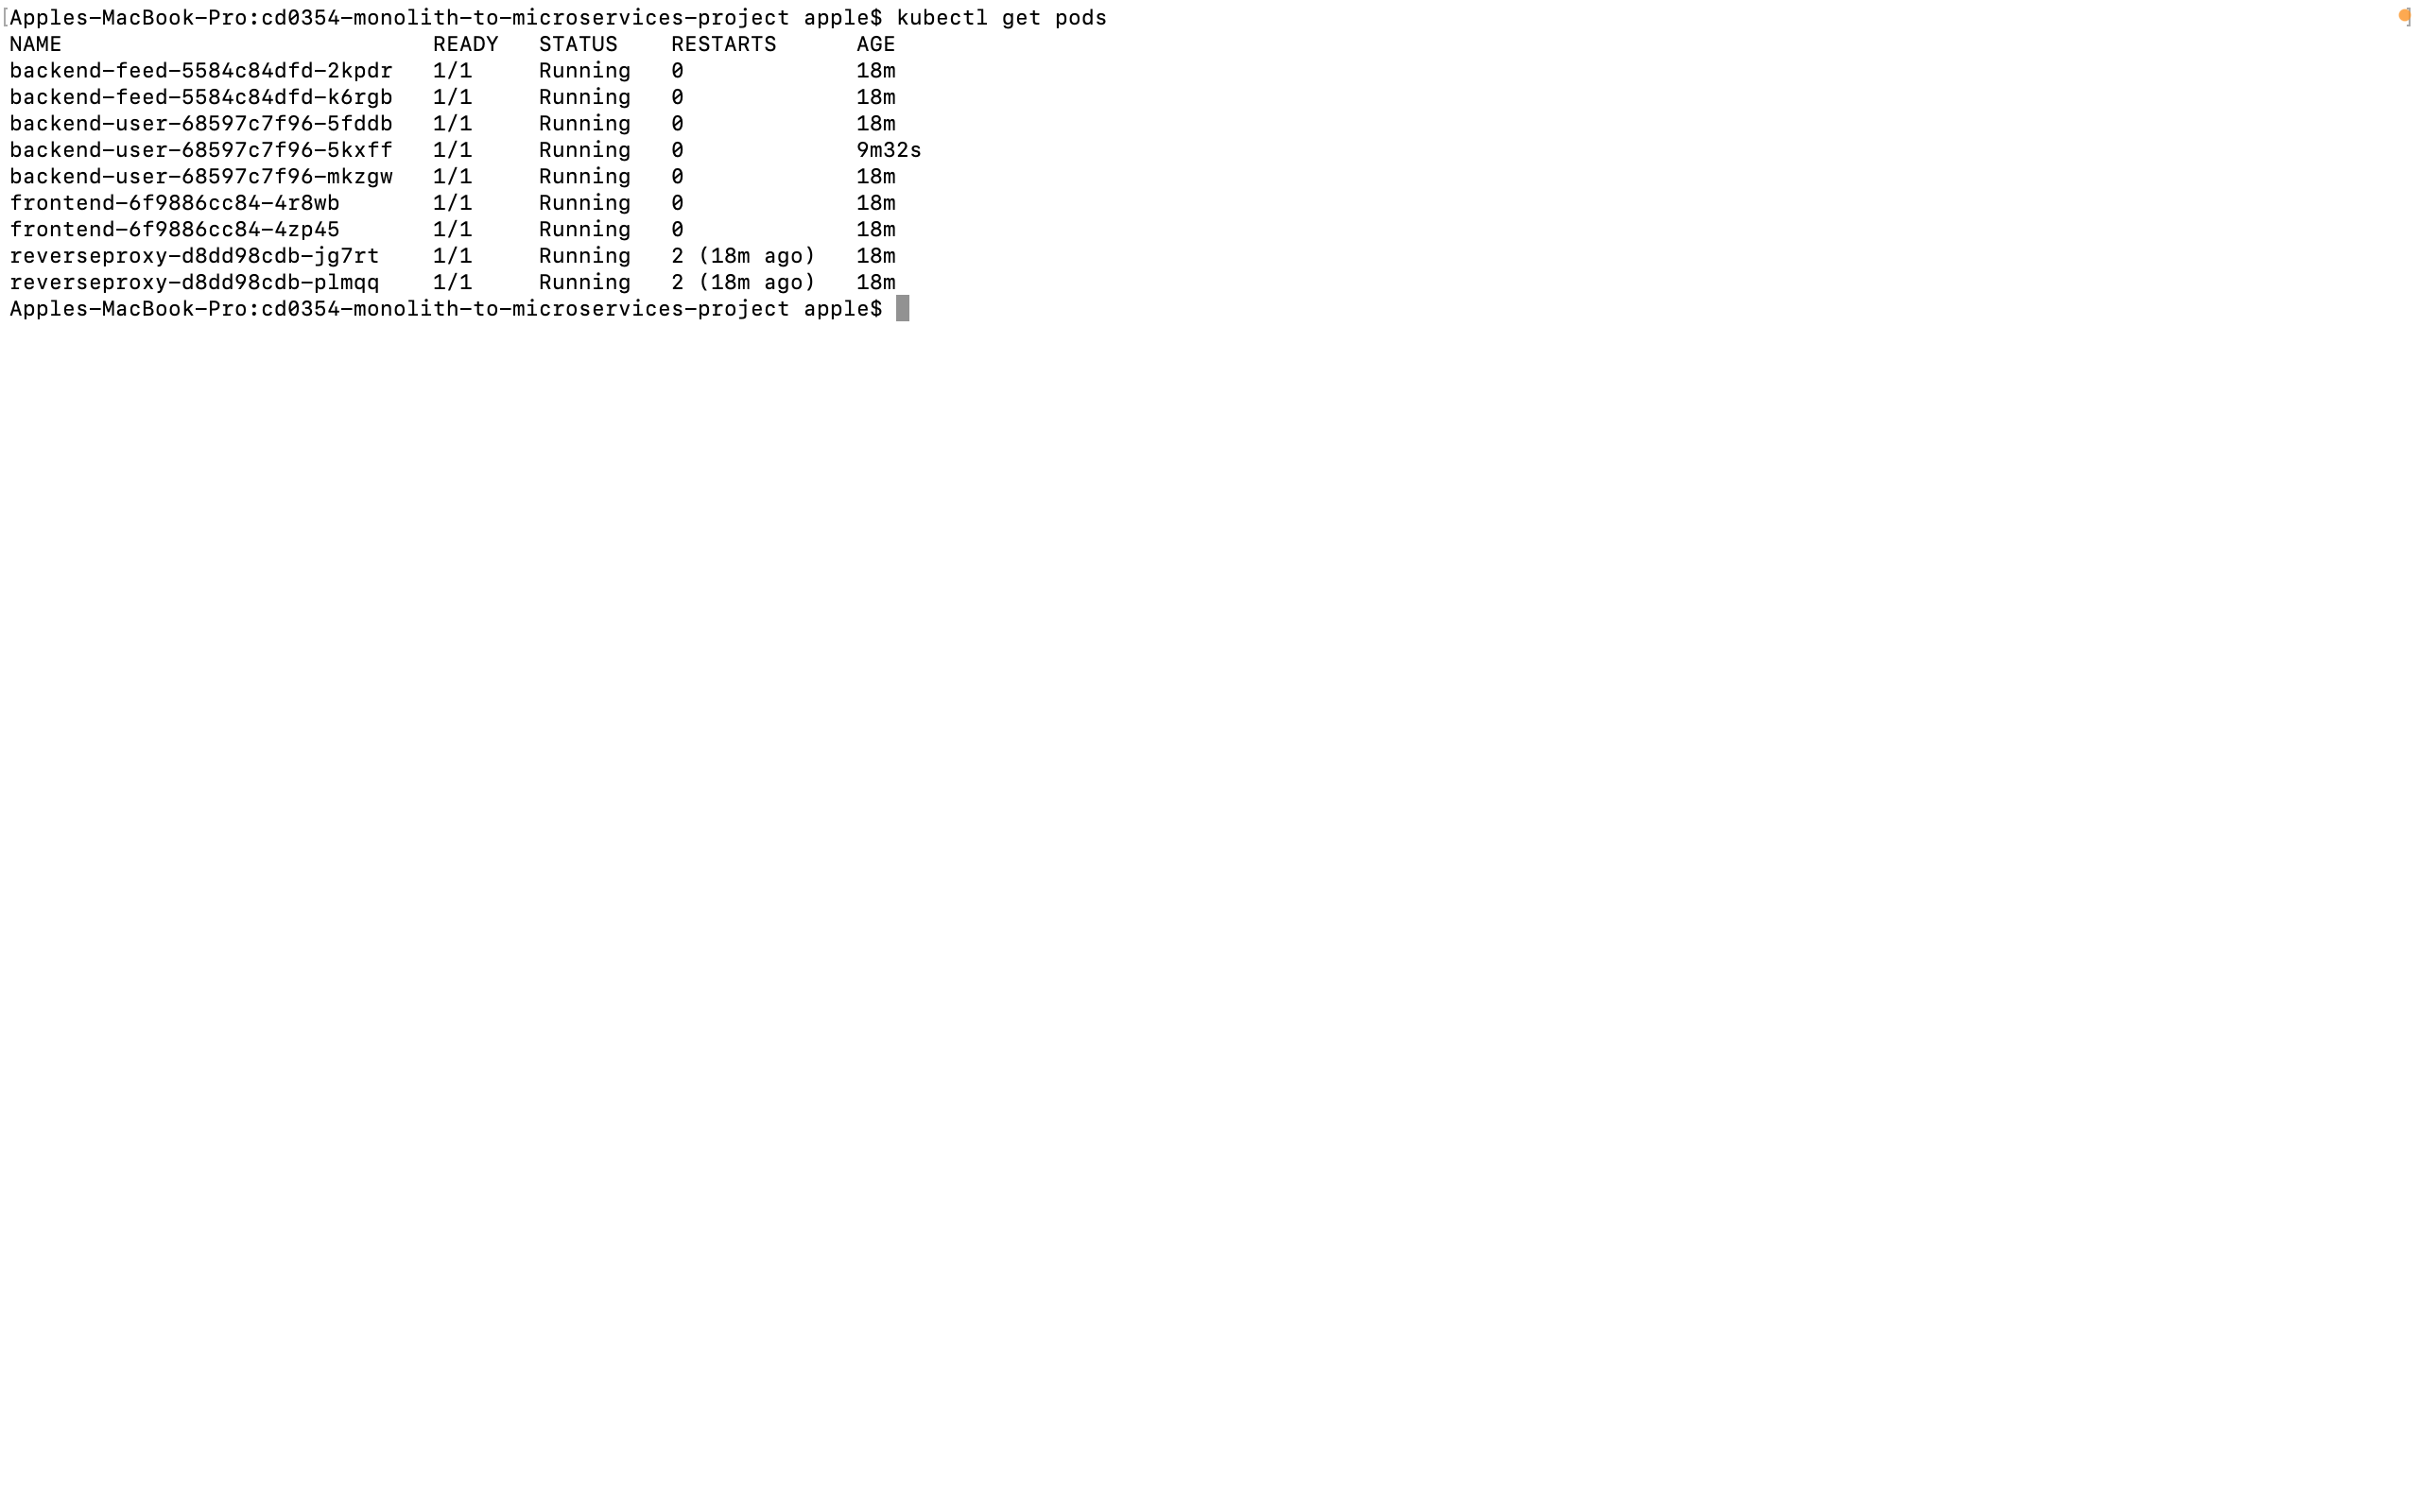 [Apples-MacBook-Pro:cd0354-monolith-to-microservices-project apple$ kubectl get pods ]
NAME                            READY   STATUS    RESTARTS      AGE
backend-feed-5584c84dfd-2kpdr   1/1     Running   0             18m
backend-feed-5584c84dfd-k6rgb   1/1     Running   0             18m
backend-user-68597c7f96-5fddb   1/1     Running   0             18m
backend-user-68597c7f96-5kxff   1/1     Running   0             9m32s
backend-user-68597c7f96-mkzgw   1/1     Running   0             18m
frontend-6f9886cc84-4r8wb       1/1     Running   0             18m
frontend-6f9886cc84-4zp45       1/1     Running   0             18m
reverseproxy-d8dd98cdb-jg7rt    1/1     Running   2 (18m ago)   18m
reverseproxy-d8dd98cdb-plmqq    1/1     Running   2 (18m ago)   18m
Apples-MacBook-Pro:cd0354-monolith-to-microservices-project apple$